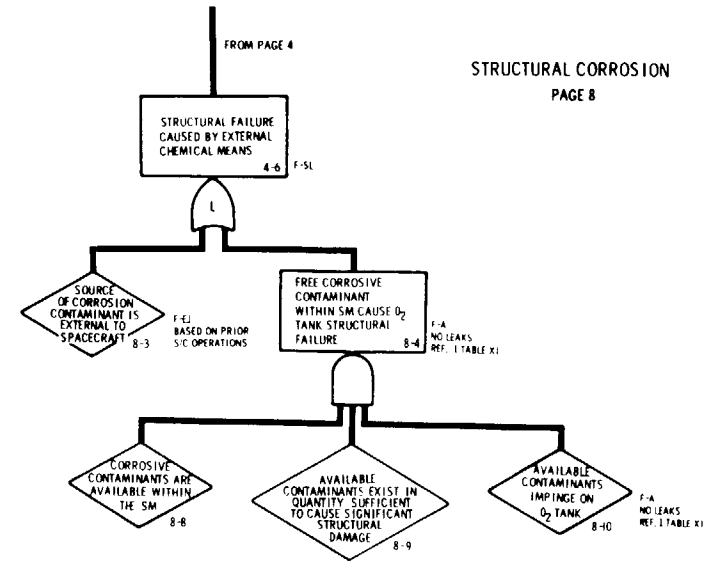 FROM PAGE 4
STRUCTURAL CORROSION
PAGE 8
STRUCTURAL FAILURE
CAUSED BY EXTERNAL
CHEMICAL MEANS
4-6
F-SL
L
SOURCE
OF CORROSION
CONTAMINANT IS
EXTERNAL TO
SPACECRAFT
8-3
F-EJ
BASED ON PRIOR
S/C OPERATIONS
FREE CORROSIVE
CONTAMINANT
WITHIN SM CAUSE O2
TANK STRUCTURAL
FAILURE
8-4
F-A
NO LEAKS
REF. 1 TABLE XI
CORROSIVE
CONTAMINANTS ARE
AVAILABLE WITHIN
THE SM
8-8
AVAILABLE
CONTAMINANTS EXIST IN
QUANTITY SUFFICIENT
TO CAUSE SIGNIFICANT
STRUCTURAL
DAMAGE
8-9
AVAILABLE
CONTAMINANTS
IMPINGE ON
O2 TANK
8-10
F-A
NO LEAKS
REF. 1 TABLE XI